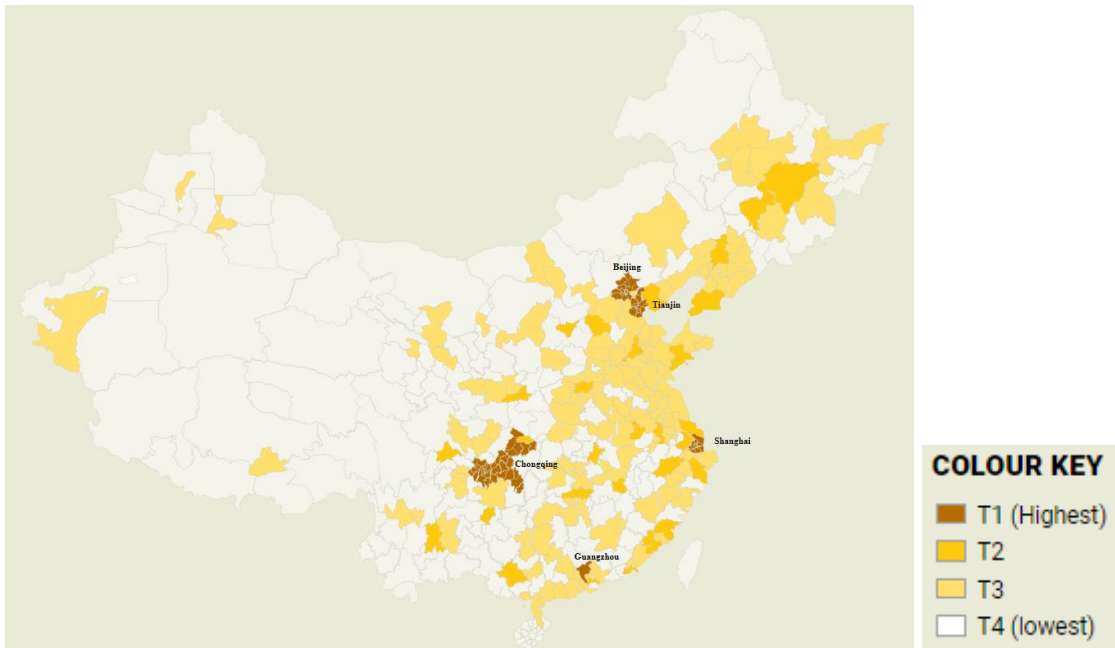 Beijing
Tianjin
Shanghai
Chongqing
Guangzhou
COLOUR KEY
T1 (Highest)
T2
T3
T4 (lowest)